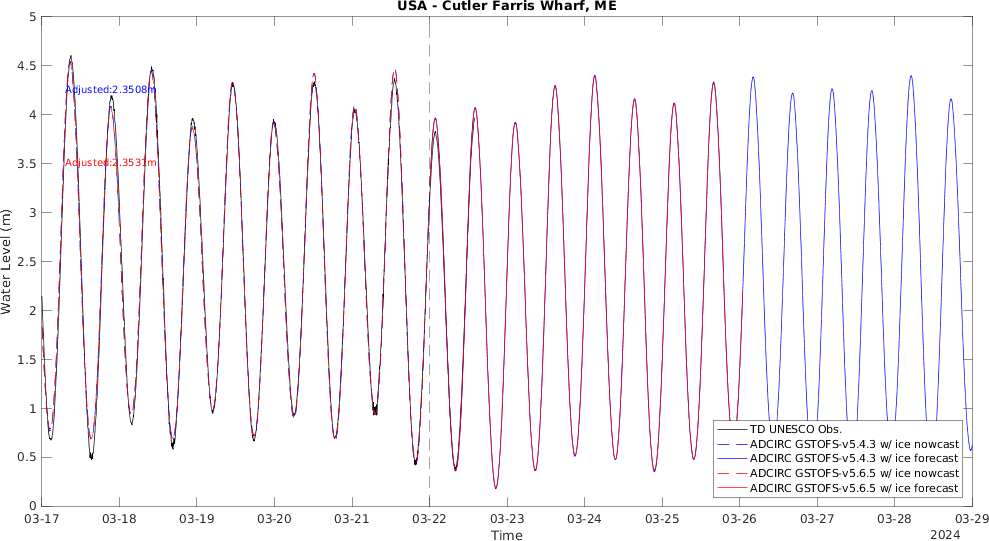 USA - Cutler Farris Wharf, ME
5
4.5
4
3.5
3
2.5
2
1.5
1
0.5
0
Water Level (m)
Adjusted:2.3508m
Adjusted:2.3531m
TD UNESCO Obs.
ADCIRC GSTOFS-v5.4.3 w/ ice nowcast
ADCIRC GSTOFS-v5.4.3 w/ ice forecast
ADCIRC GSTOFS-v5.6.5 w/ ice nowcast
ADCIRC GSTOFS-v5.6.5 w/ ice forecast
03-17 03-18 03-19 03-20 03-21 03-22 03-23 03-24 03-25 03-26 03-27 03-28 03-29
Time
2024